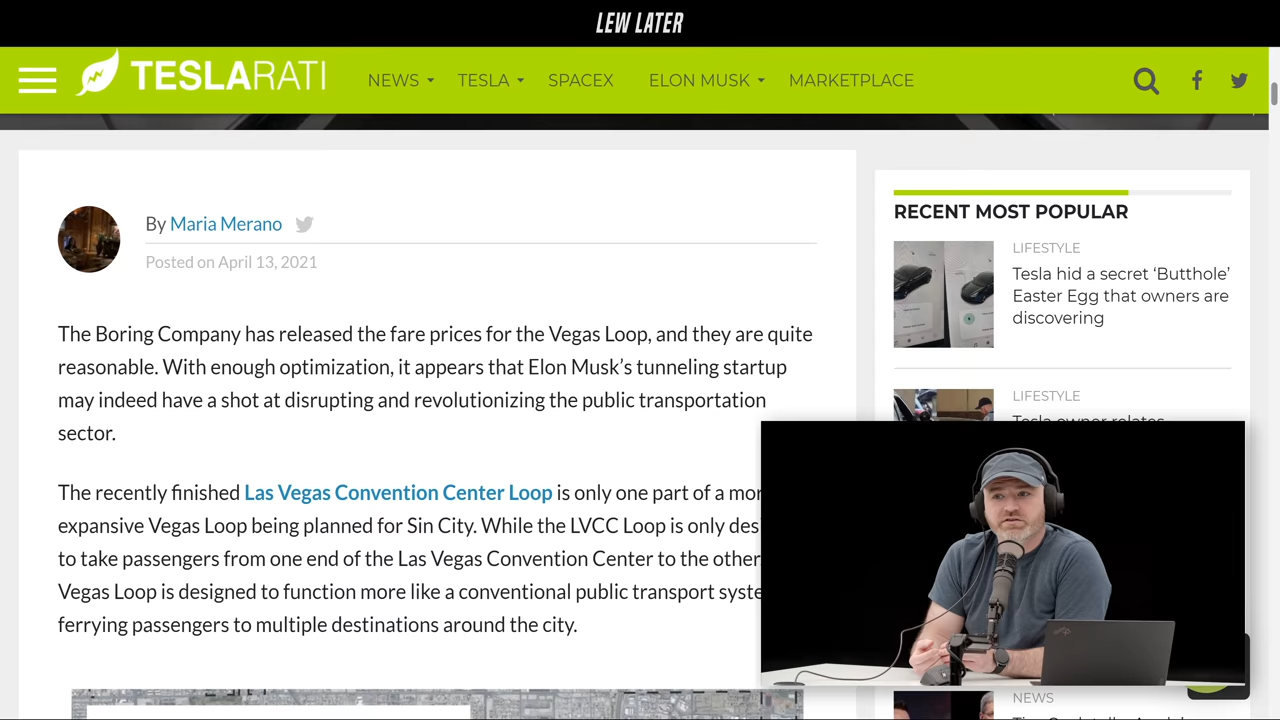 LEW LATER
TESLARATI
NEWS
TESLA
SPACEX
ELON MUSK
MARKETPLACE
By Maria Merano
Posted on April 13, 2021
The Boring Company has released the fare prices for the Vegas Loop, and they are quite
reasonable. With enough optimization, it appears that Elon Musk’s tunneling startup
may indeed have a shot at disrupting and revolutionizing the public transportation
sector.
The recently finished Las Vegas Convention Center Loop is only one part of a mor
expansive Vegas Loop being planned for Sin City. While the LVCC Loop is only des
to take passengers from one end of the Las Vegas Convention Center to the other
Vegas Loop is designed to function more like a conventional public transport syste
ferrying passengers to multiple destinations around the city.
RECENT MOST POPULAR
LIFESTYLE
Tesla hid a secret ‘Butthole’
Easter Egg that owners are
discovering
LIFESTYLE
Tesla owner relates
NEWS